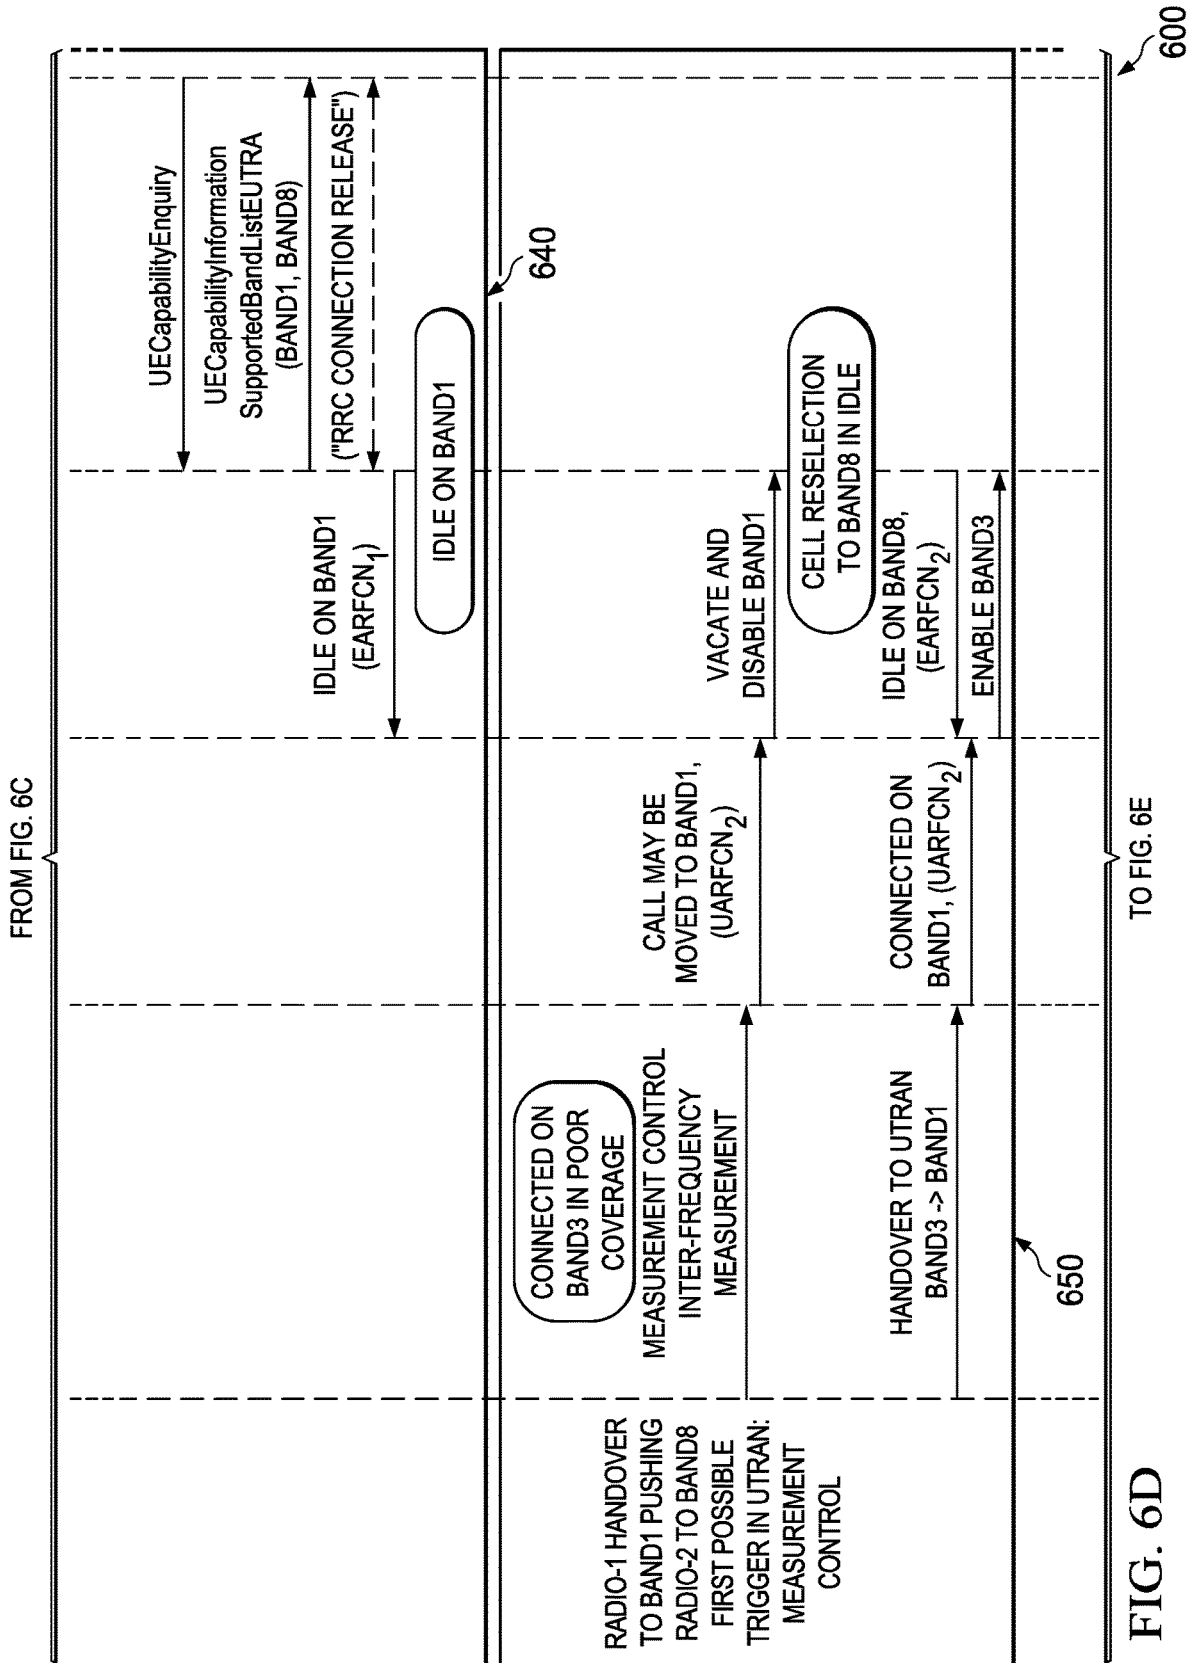 FROM FIG. 6C
UECapabilityEnquiry
UECapabilityInformation
SupportedBandListEUTRA
(BAND1, BAND8)
("RRC CONNECTION RELEASE")
IDLE ON BAND1
(EARFCN1)
IDLE ON BAND1
640
CONNECTED ON
BAND3 IN POOR
COVERAGE
RADIO-1 HANDOVER
TO BAND1 PUSHING
RADIO-2 TO BAND8
FIRST POSSIBLE
TRIGGER IN UTRAN:
MEASUREMENT
CONTROL
MEASUREMENT CONTROL
INTER-FREQUENCY
MEASUREMENT
CALL MAY BE
MOVED TO BAND1,
(UARFCN2)
VACATE AND
DISABLE BAND1
CELL RESELECTION
TO BAND8 IN IDLE
IDLE ON BAND8,
(EARFCN2)
HANDOVER TO UTRAN
BAND3 -> BAND1
CONNECTED ON
BAND1, (UARFCN2)
ENABLE BAND3
650
TO FIG. 6E
600
FIG. 6D